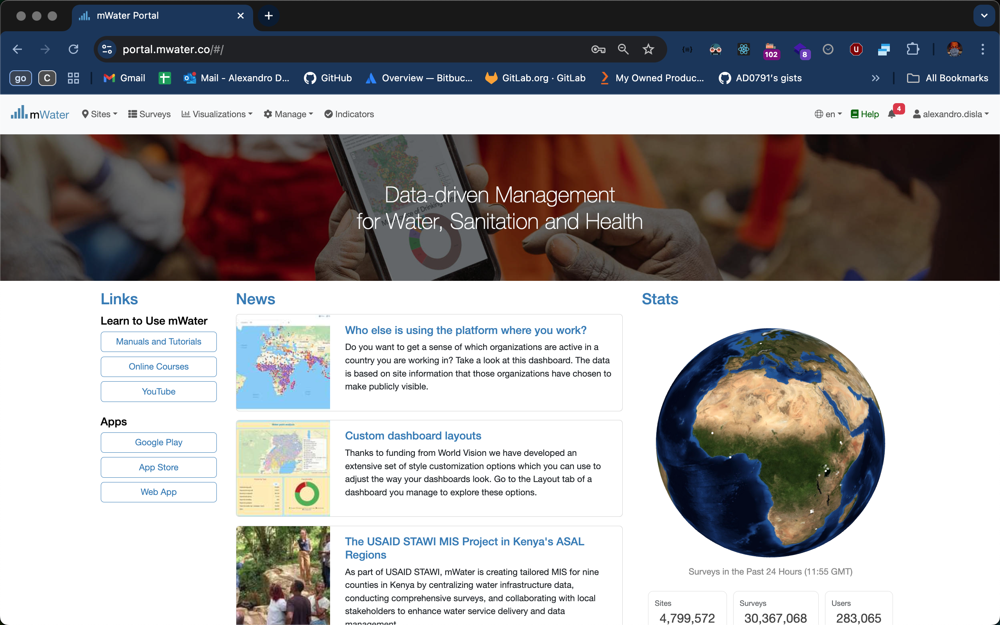 mWater Portal
portal.mwater.co/#/
102
8
U
go
C
Gmail
Mail - Alexandro D...
GitHub
Overview — Bitbuc...
GitLab.org · GitLab
My Owned Produc...
AD0791's gists
All Bookmarks
mWater
Sites
Surveys
Visualizations
Manage
Indicators
en
Help
4
alexandro.disla
Data-driven Management
for Water, Sanitation and Health
Links
Learn to Use mWater
Manuals and Tutorials
Online Courses
YouTube
Apps
Google Play
App Store
Web App
News
Who else is using the platform where you work?
Do you want to get a sense of which organizations are active in a
country you are working in? Take a look at this dashboard. The data
is based on site information that those organizations have chosen to
make publicly visible.
Custom dashboard layouts
Thanks to funding from World Vision we have developed an
extensive set of style customization options which you can use to
adjust the way your dashboards look. Go to the Layout tab of a
dashboard you manage to explore these options.
The USAID STAWI MIS Project in Kenya's ASAL
Regions
As part of USAID STAWI, mWater is creating tailored MIS for nine
counties in Kenya by centralizing water infrastructure data,
conducting comprehensive surveys, and collaborating with local
stakeholders to enhance water service delivery and data
management.
Stats
Surveys in the Past 24 Hours (11:55 GMT)
Sites
4,799,572
Surveys
30,367,068
Users
283,065